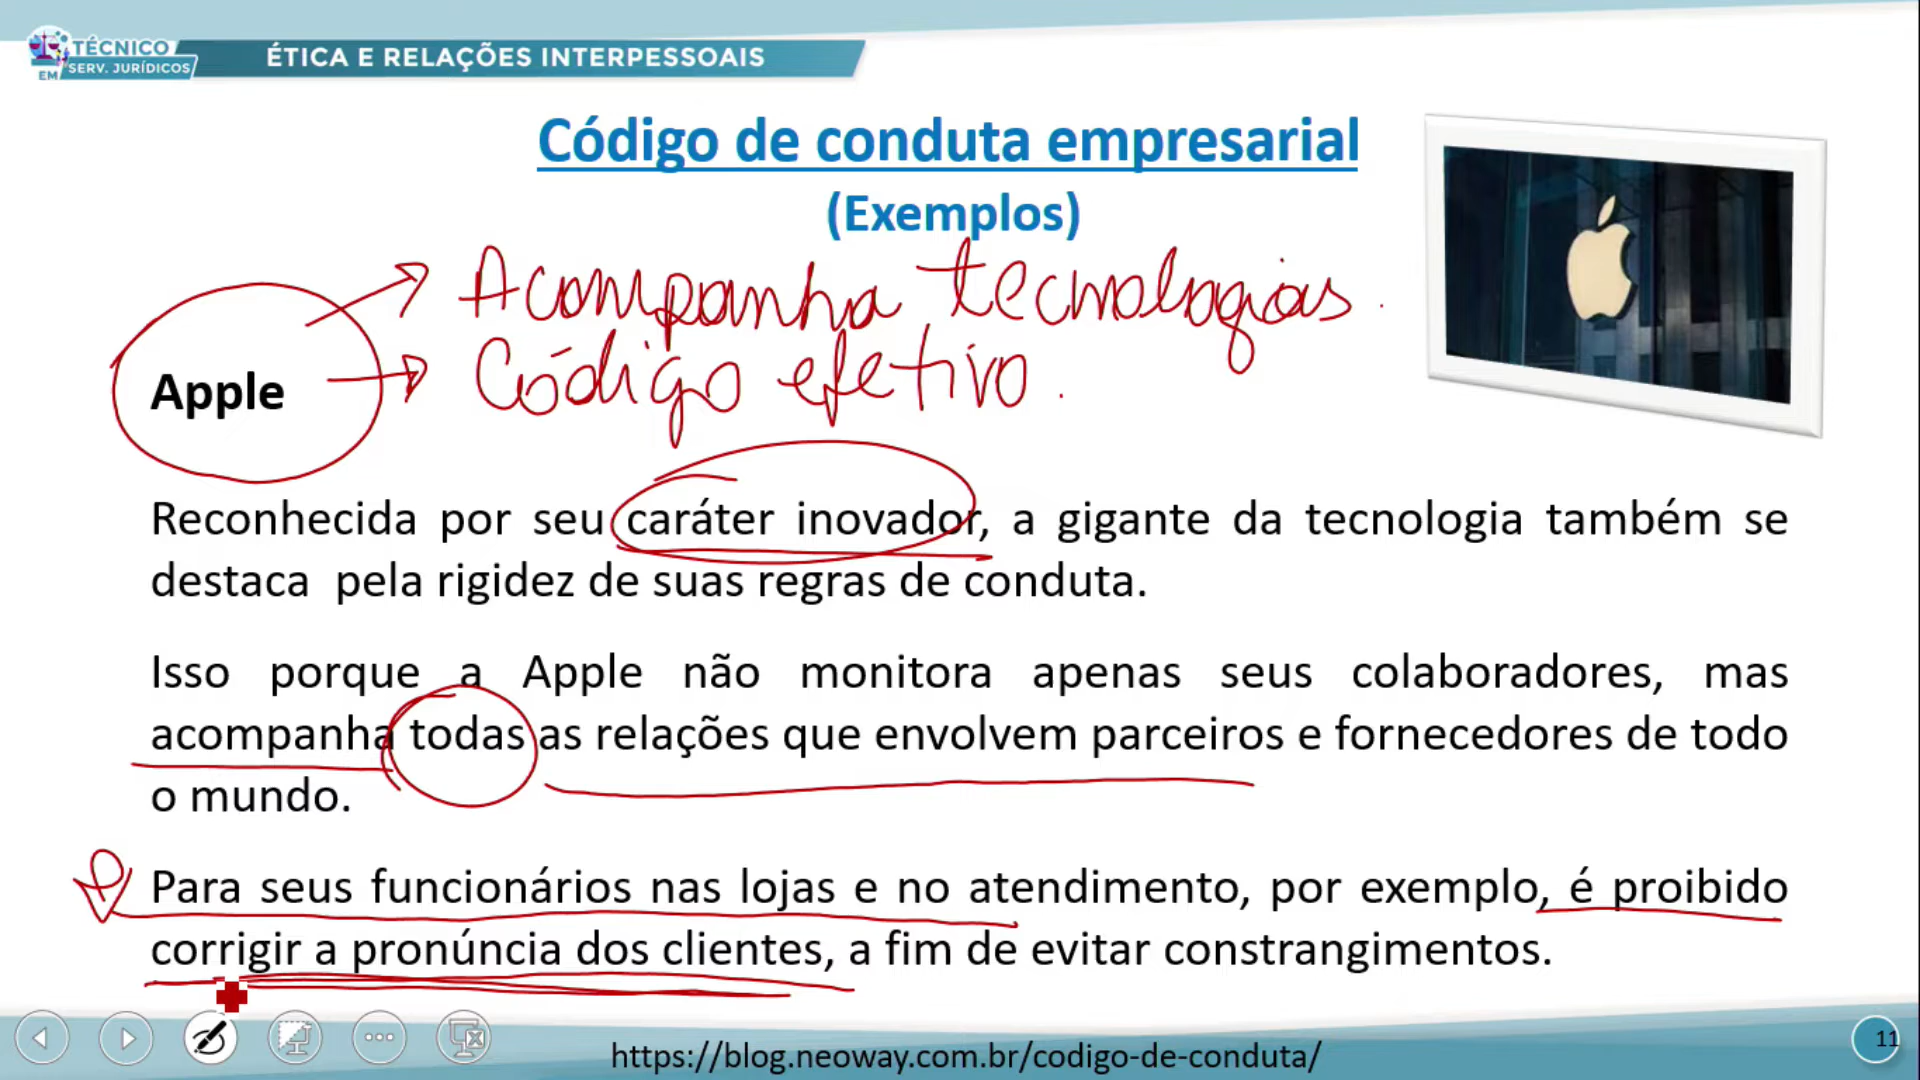 TÉCNICO
EM SERV. JURÍDICOS
ÉTICA E RELAÇÕES INTERPESSOAIS
Código de conduta empresarial
(Exemplos)
Acompanha tecnologias.
Código efetivo.
Apple
Reconhecida por seu caráter inovador, a gigante da tecnologia também se
destaca pela rigidez de suas regras de conduta.
Isso porque a Apple não monitora apenas seus colaboradores, mas
acompanha todas as relações que envolvem parceiros e fornecedores de todo
o mundo.
Para seus funcionários nas lojas e no atendimento, por exemplo, é proibido
corrigir a pronúncia dos clientes, a fim de evitar constrangimentos.
https://blog.neoway.com.br/codigo-de-conduta/
11